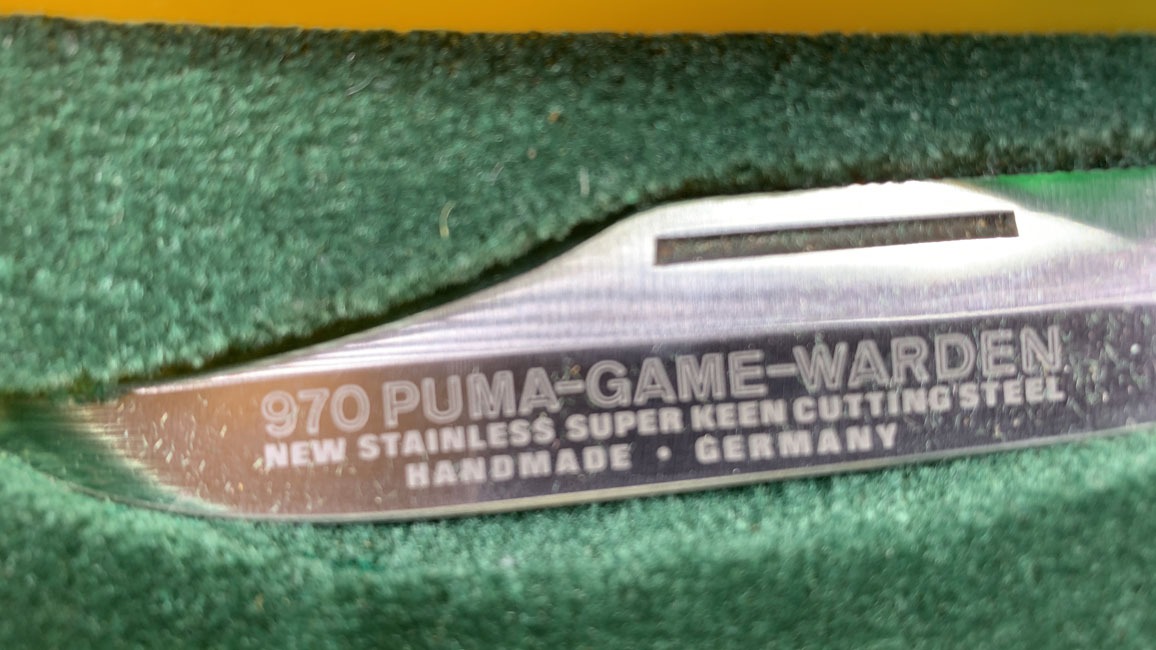 970 PUMA-GAME-WARDEN
NEW STAINLESS SUPER KEEN CUTTING STEEL
HANDMADE • GERMANY